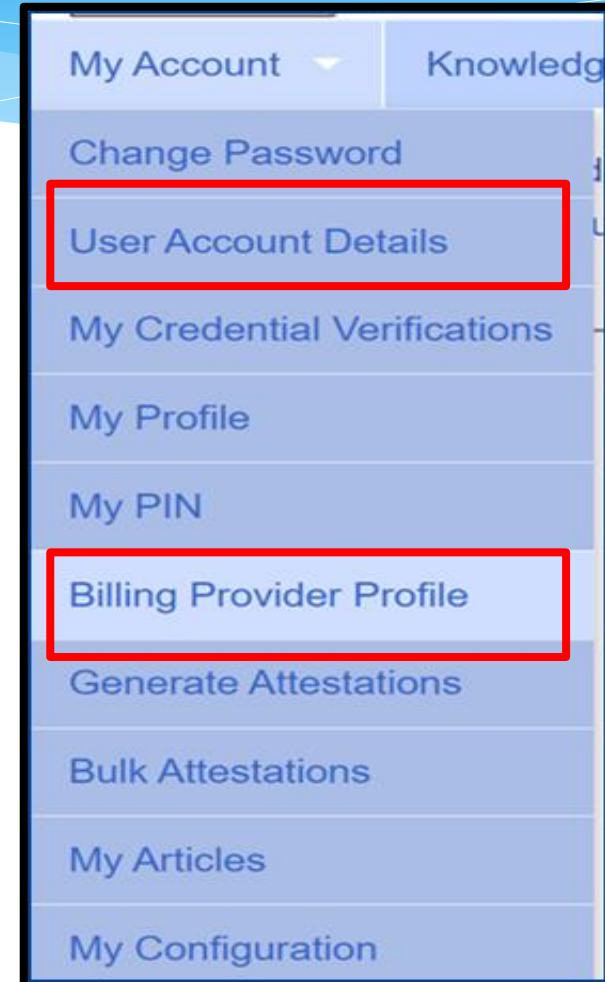 My Account Knowledg
Change Password
User Account Details
My Credential Verifications
My Profile
My PIN
Billing Provider Profile
Generate Attestations
Bulk Attestations
My Articles
My Configuration